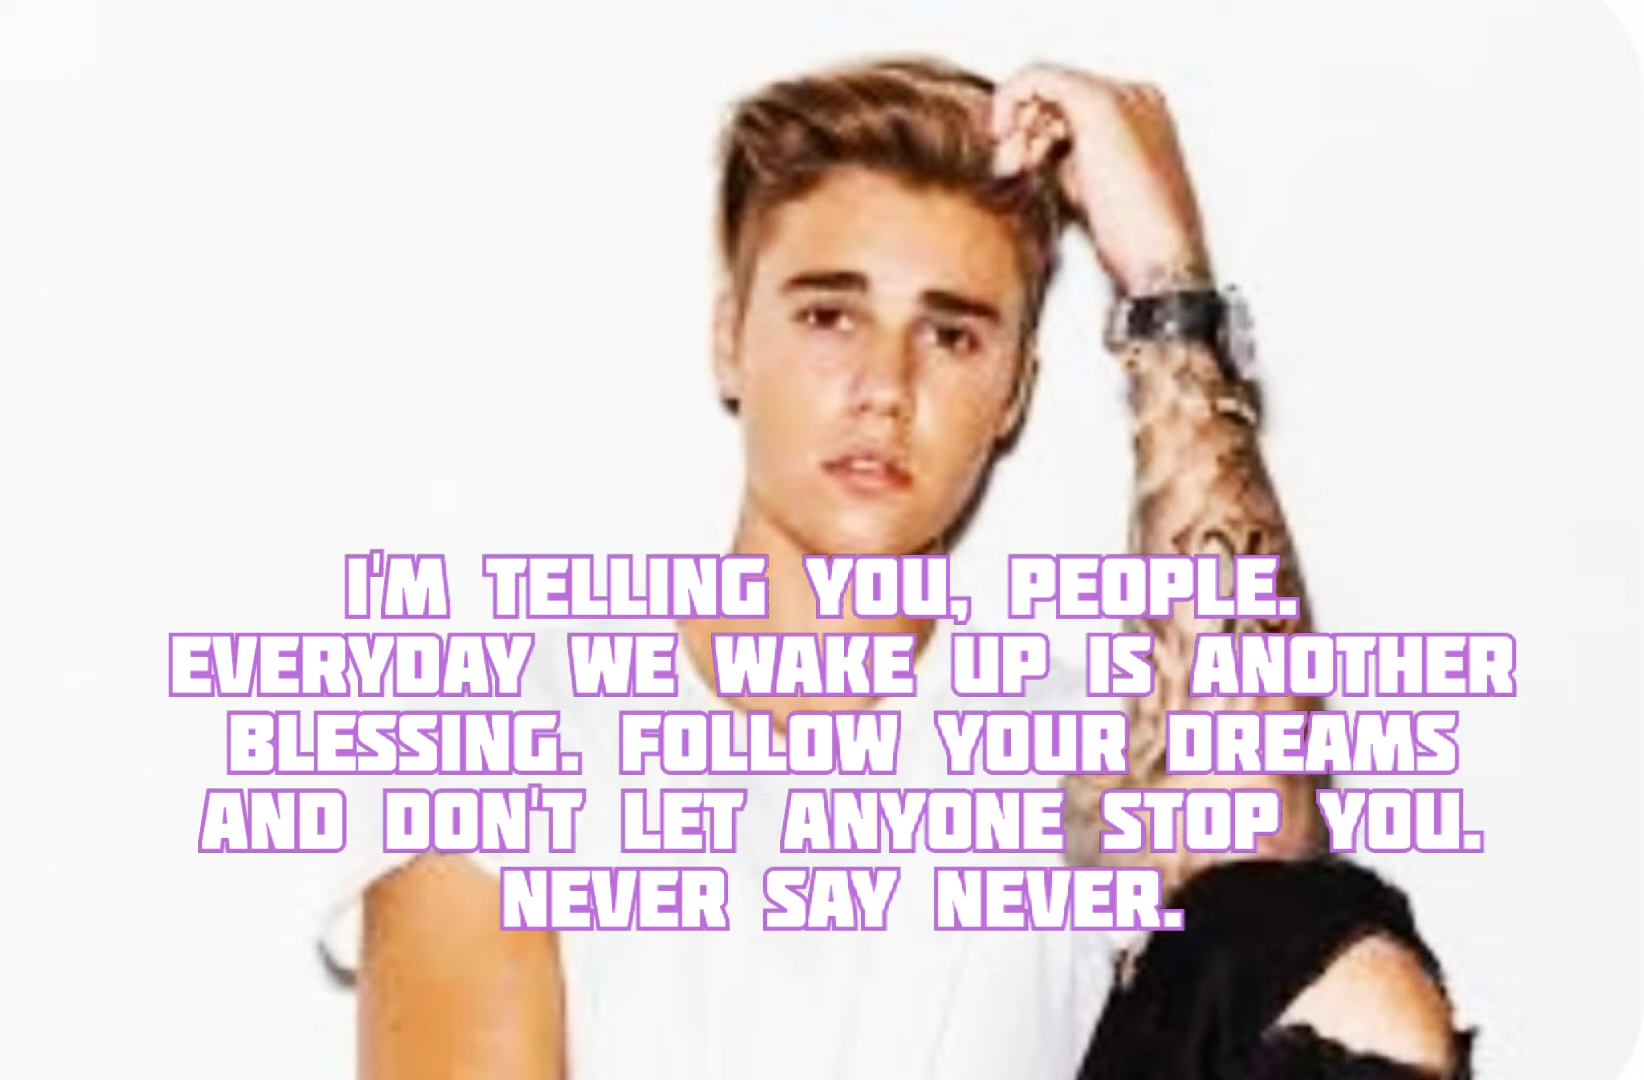 I'M TELLING YOU, PEOPLE.
EVERYDAY WE WAKE UP IS ANOTHER
BLESSING. FOLLOW YOUR DREAMS
AND DON'T LET ANYONE STOP YOU.
NEVER SAY NEVER.